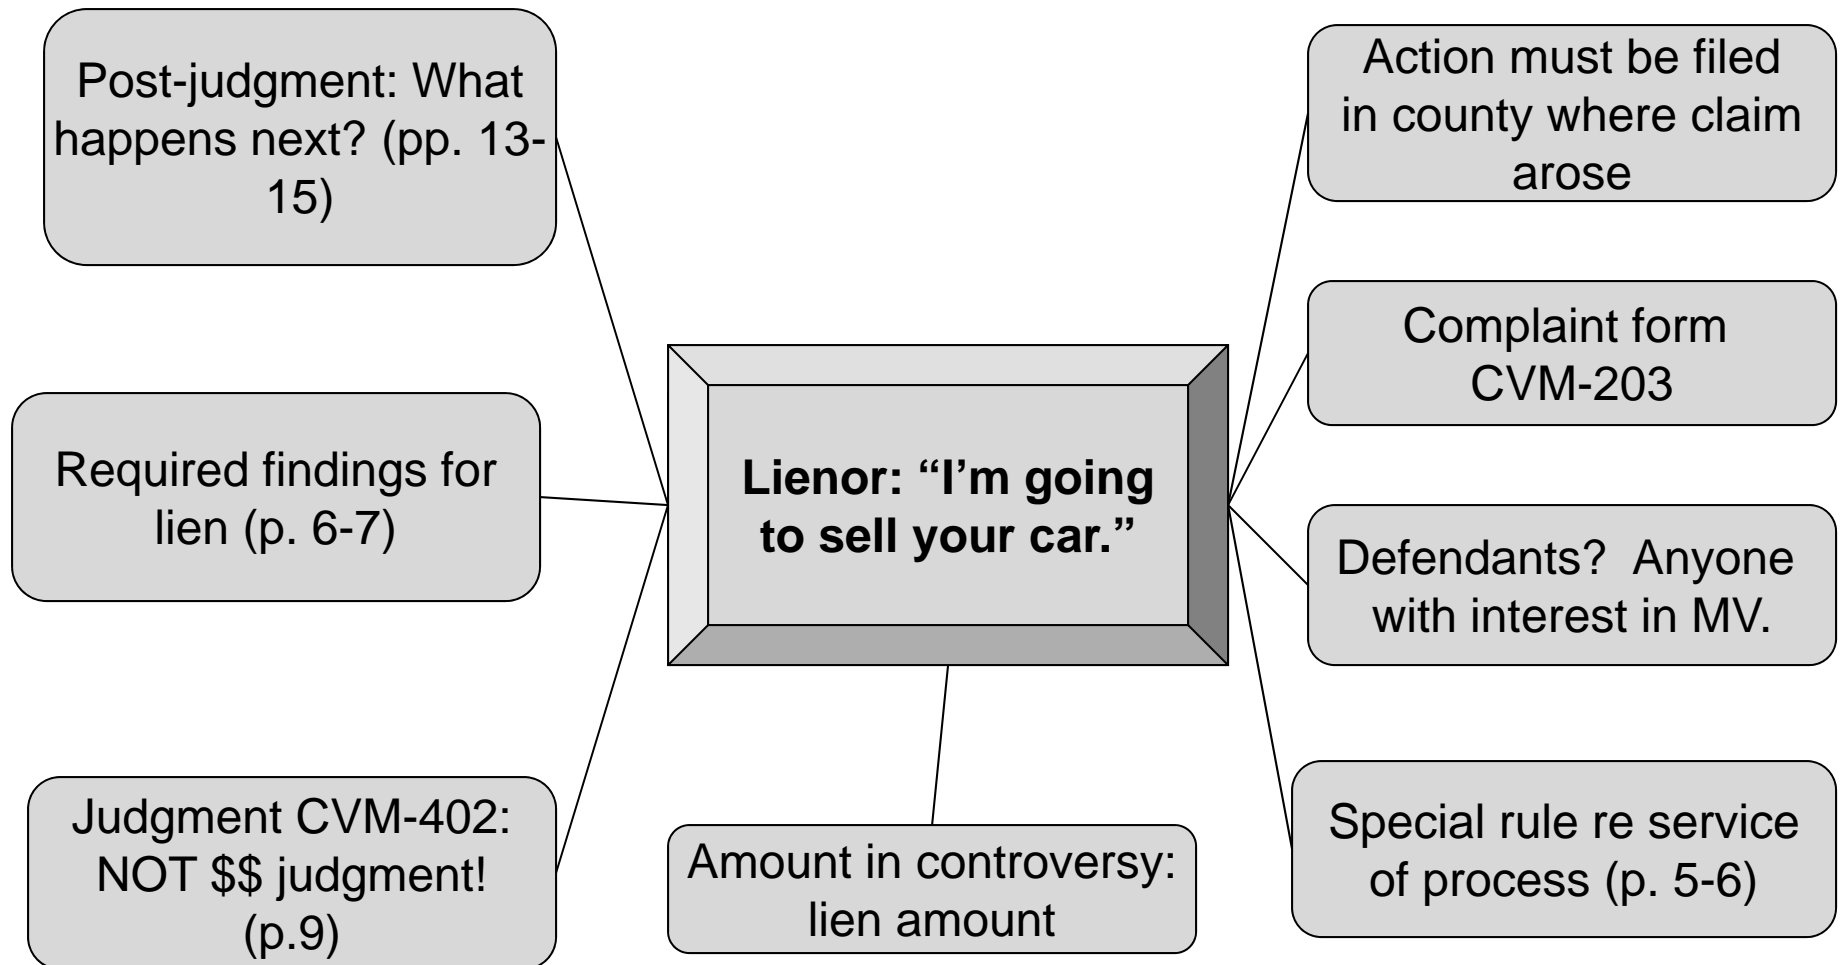 Post-judgment: What
happens next? (pp. 13-
15)
Required findings for
lien (p. 6-7)
Judgment CVM-402:
NOT $$ judgment!
(p.9)
Lienor: “I’m going
to sell your car.”
Amount in controversy:
lien amount
Action must be filed
in county where claim
arose
Complaint form
CVM-203
Defendants?  Anyone
with interest in MV.
Special rule re service
of process (p. 5-6)